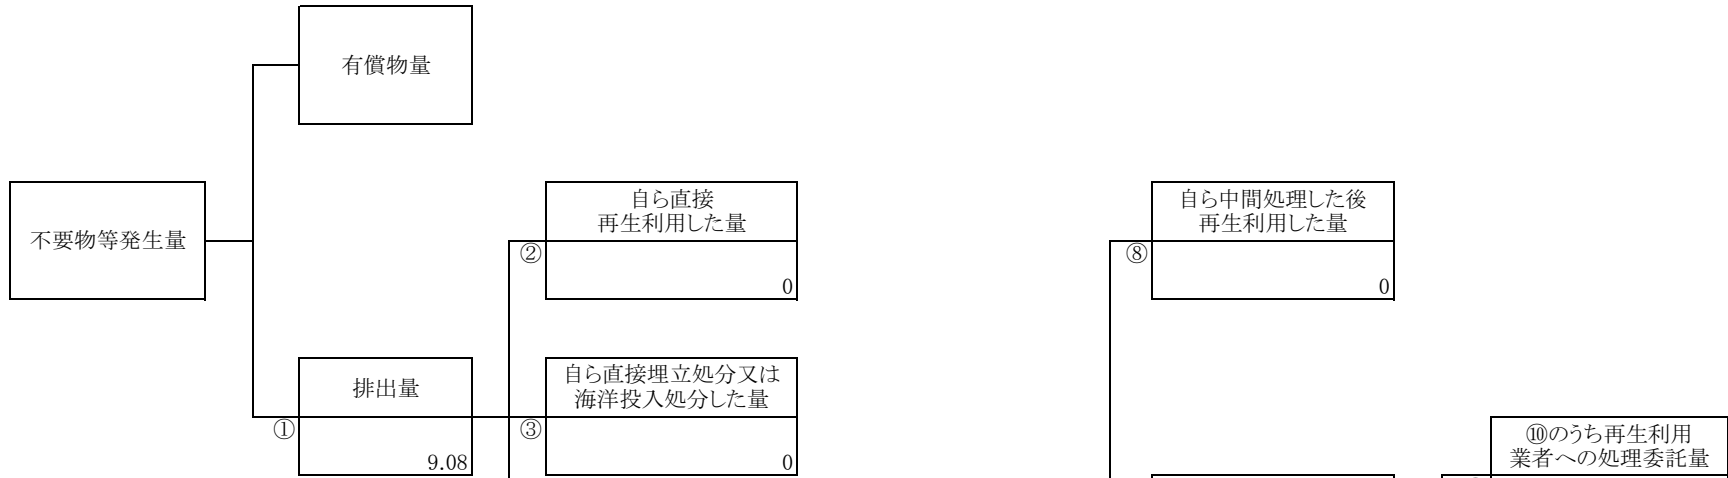 有償物量
不要物等発生量
自ら直接
再生利用した量
②
0
自ら中間処理した後
再生利用した量
⑧
0
排出量
①
9.08
自ら直接埋立処分又は
海洋投入処分した量
③
0
⑩のうち再生利用
業者への処理委託量